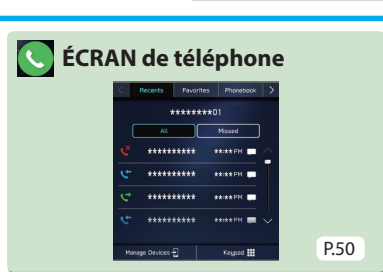 ÉCRAN de téléphone
Recents Favorites Phonebook
********01
All Missed
********** **:**PM
********** **:**PM
********** **:**PM
********** **:**PM
Manage Devices Keypad
P.50